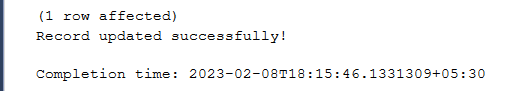 (1 row affected)
Record updated successfully!
Completion time: 2023-02-08T18:15:46.1331309+05:30